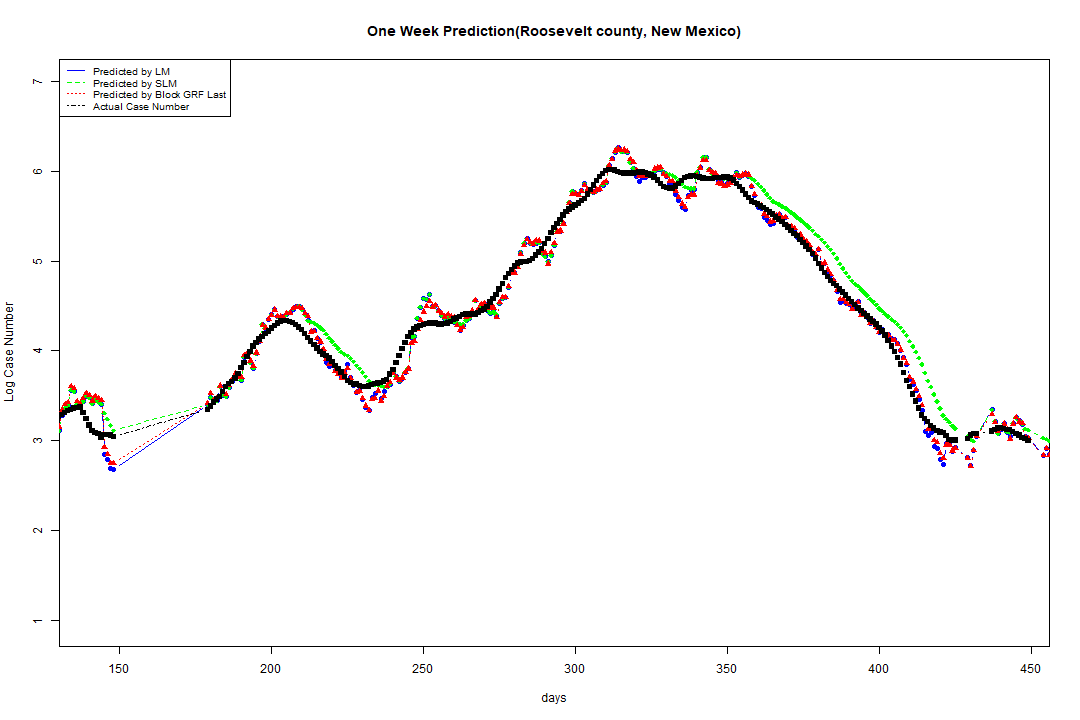 One Week Prediction(Roosevelt county, New Mexico)
Predicted by LM
Predicted by SLM
Predicted by Block GRF Last
Actual Case Number
Log Case Number
7
6
5
4
3
2
1
150 200 250 300 350 400 450
days